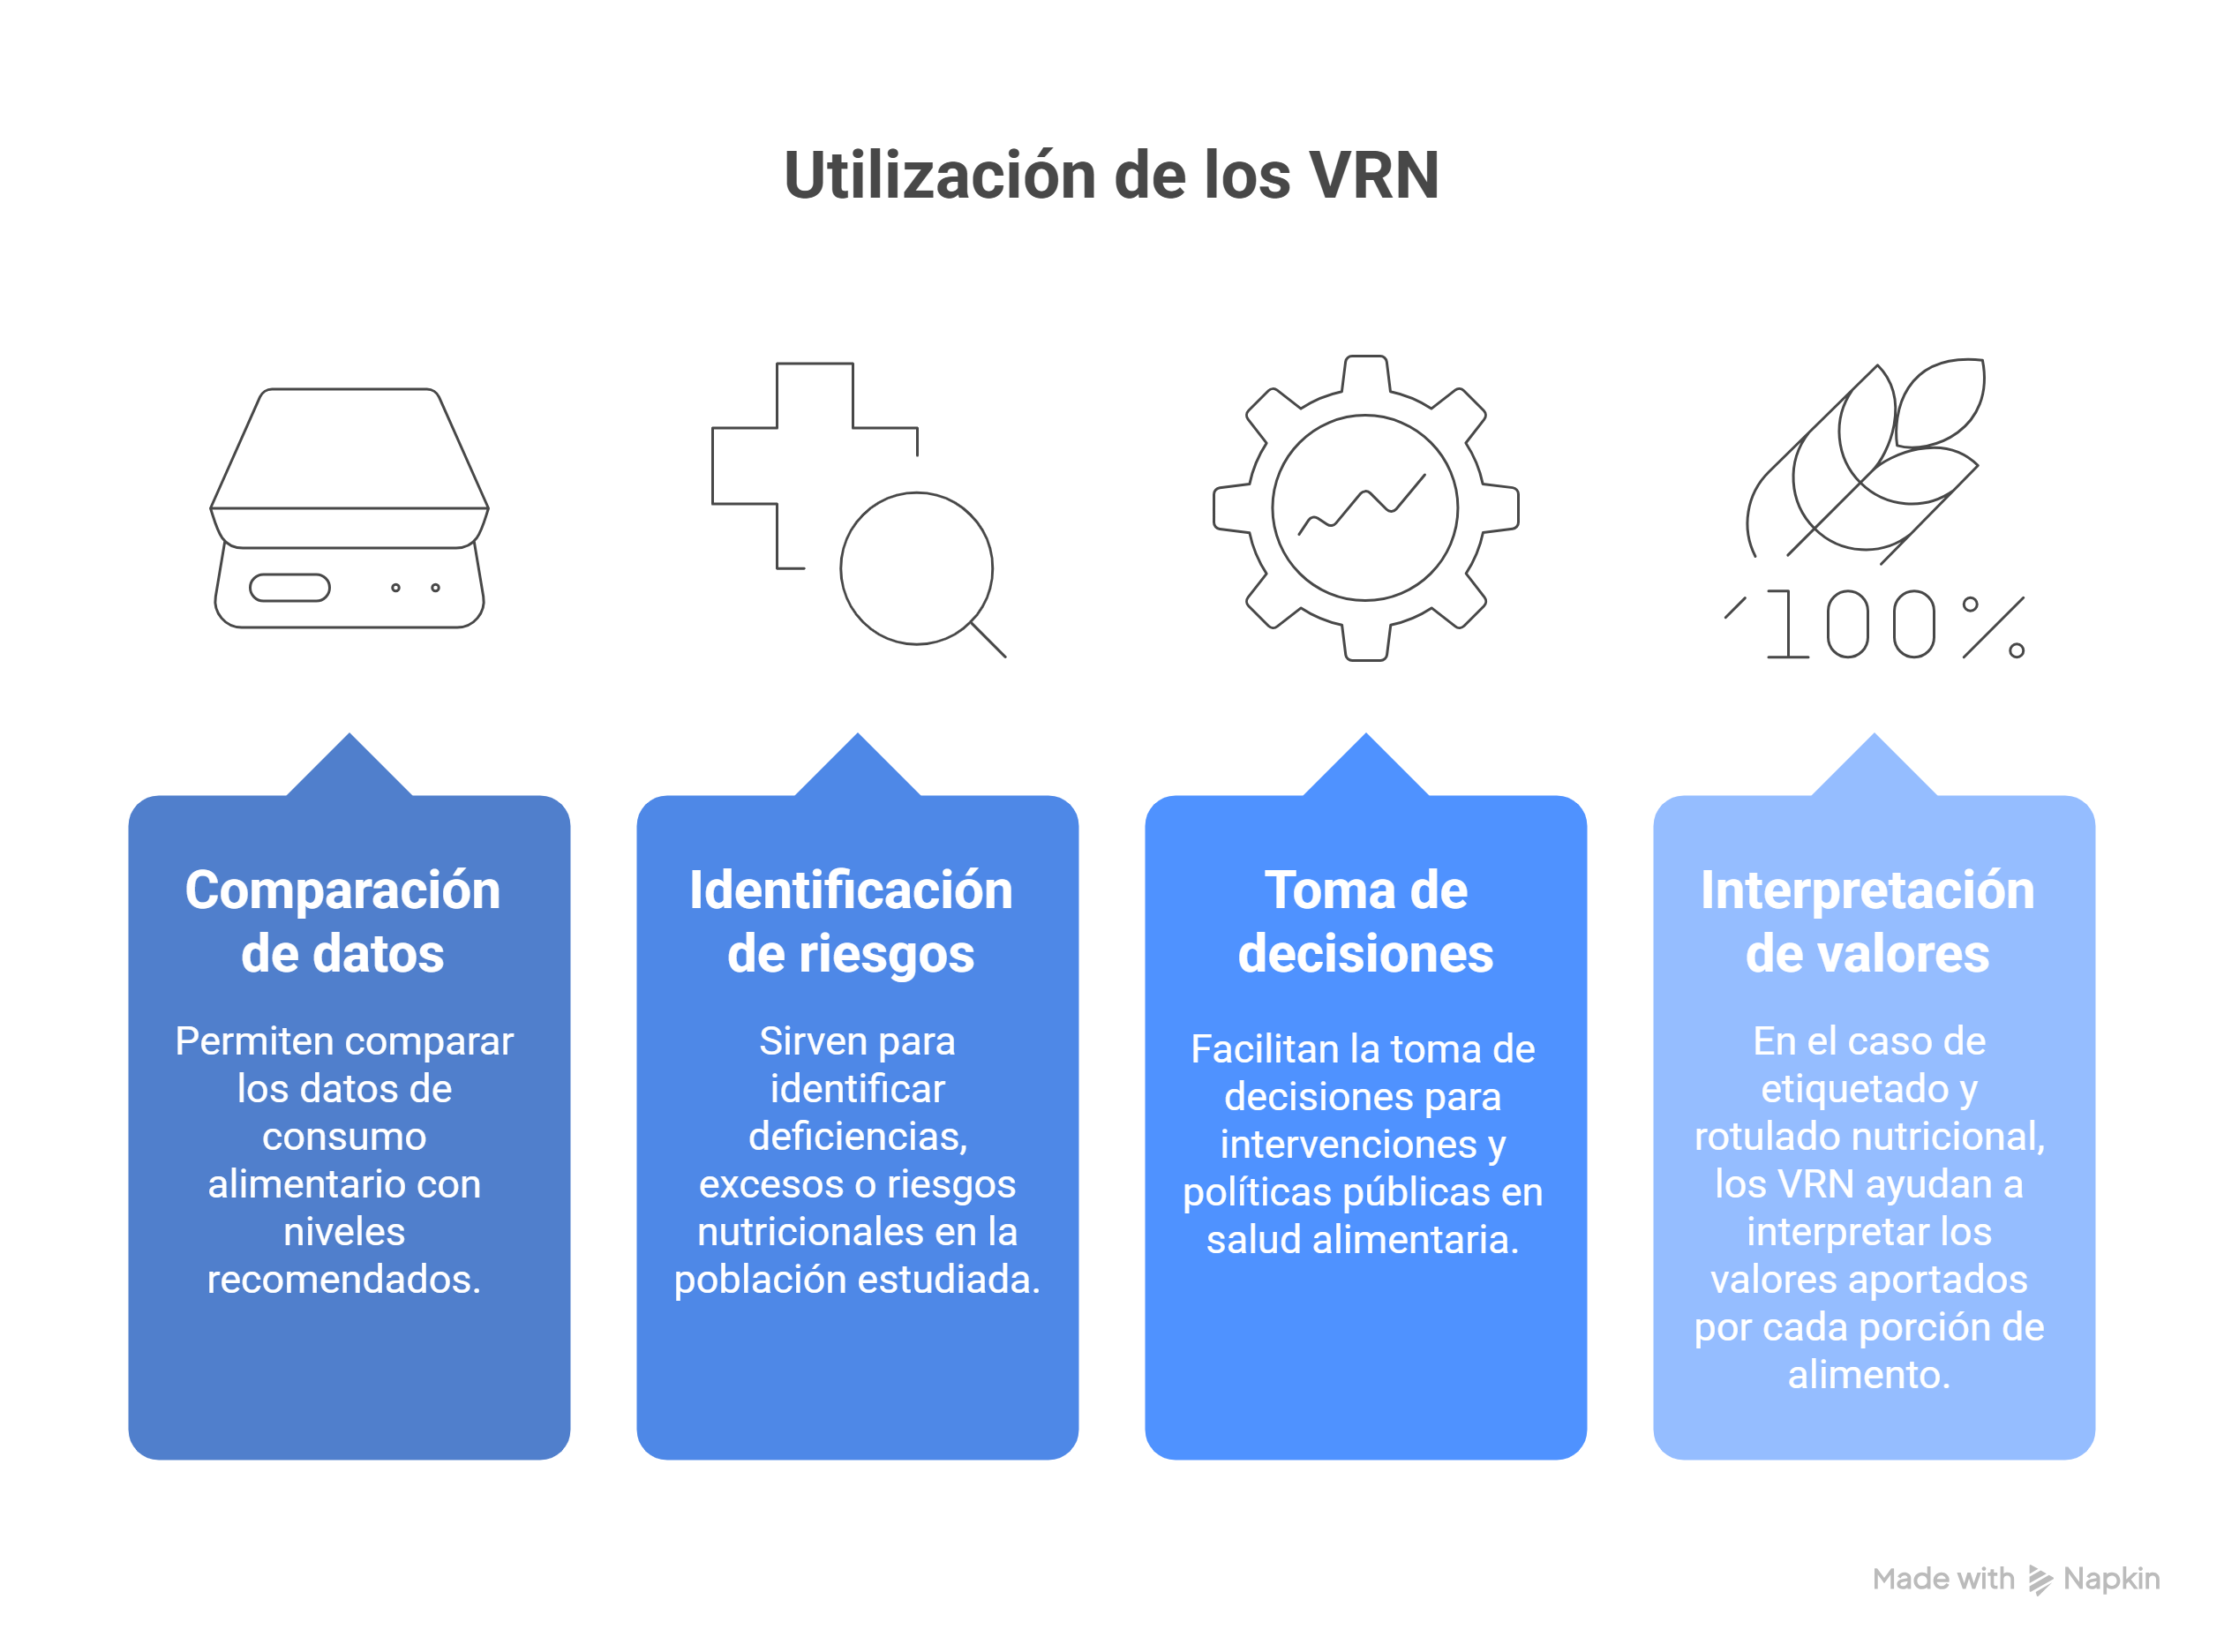 Utilización de los VRN
100%
Comparación
de datos
Permiten comparar
los datos de
consumo
alimentario con
niveles
recomendados.
Identificación
de riesgos
Sirven para
identificar
deficiencias,
excesos o riesgos
nutricionales en la
población estudiada.
Toma de
decisiones
Facilitan la toma de
decisiones para
intervenciones y
políticas públicas en
salud alimentaria.
Interpretación
de valores
En el caso de
etiquetado y
rotulado nutricional,
los VRN ayudan a
interpretar los
valores aportados
por cada porción de
alimento.
Made with Napkin